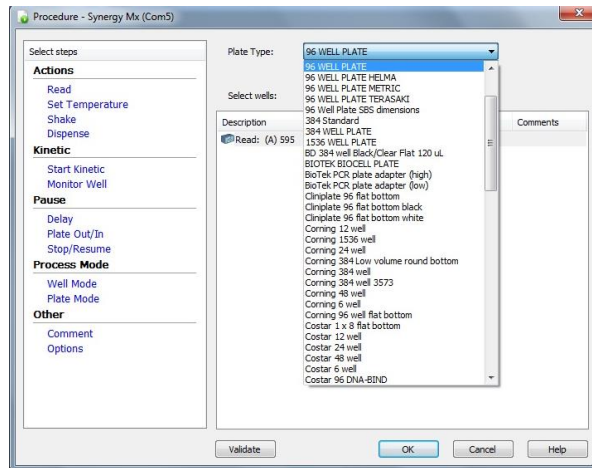 Procedure - Synergy Mx (Com5)
Select steps
Actions
Read
Set Temperature
Shake
Dispense
Kinetic
Start Kinetic
Monitor Well
Pause
Delay
Plate Out/In
Stop/Resume
Process Mode
Well Mode
Plate Mode
Other
Comment
Options
Plate Type:
96 WELL PLATE
Select wells:
Description
Comments
Read: (A) 595
96 WELL PLATE
96 WELL PLATE HELMA
96 WELL PLATE METRIC
96 WELL PLATE TERASAKI
96 Well Plate SBS dimensions
384 Standard
384 WELL PLATE
1536 WELL PLATE
BD 384 well Black/Clear Flat 120 uL
BIOTEK BIOCELL PLATE
BioTek PCR plate adapter (high)
BioTek PCR plate adapter (low)
Cliniplate 96 flat bottom
Cliniplate 96 flat bottom black
Cliniplate 96 flat bottom white
Corning 12 well
Corning 1536 well
Corning 24 well
Corning 384 Low volume round bottom
Corning 384 well
Corning 384 well 3573
Corning 48 well
Corning 6 well
Corning 96 well flat bottom
Costar 1 x 8 flat bottom
Costar 12 well
Costar 24 well
Costar 48 well
Costar 6 well
Costar 96 DNA-BIND
Validate
OK
Cancel
Help